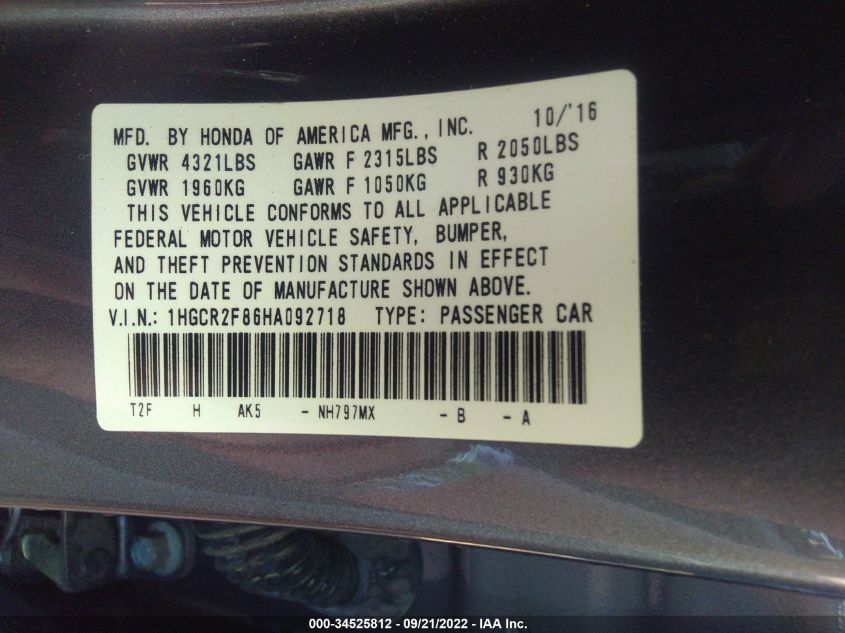 MFD. BY HONDA OF AMERICA MFG., INC. 10/'16
GVWR 4321LBS GAWR F 2315LBS R 2050LBS
GVWR 1960KG GAWR F 1050KG R 930KG
THIS VEHICLE CONFORMS TO ALL APPLICABLE
FEDERAL MOTOR VEHICLE SAFETY, BUMPER,
AND THEFT PREVENTION STANDARDS IN EFFECT
ON THE DATE OF MANUFACTURE SHOWN ABOVE.
V.I.N.: 1HGCR2F86HA092718 TYPE: PASSENGER CAR
T2F H AK5 - NH797MX - B - A
000-34525812 / 09/21/2022 - IAA Inc.